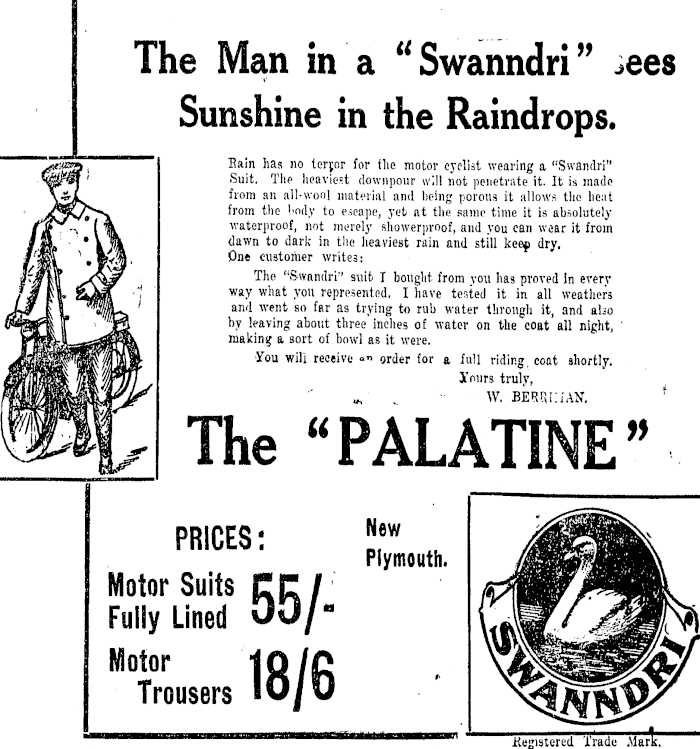 The Man in a “Swanndri” sees
Sunshine in the Raindrops.
Rain has no terror for the motor cyclist wearing a “Swandri”
Suit. The heaviest downpour will not penetrate it. It is made
from an all-wool material and being porous it allows the heat
from the body to escape, yet at the same time it is absolutely
waterproof, not merely showerproof, and you can wear it from
dawn to dark in the heaviest rain and still keep dry.
One customer writes:
The “Swandri” suit I bought from you has proved in every
way what you represented. I have tested it in all weathers
and went so far as trying to rub water through it, and also
by leaving about three inches of water on the coat all night,
making a sort of bowl as it were.
You will receive an order for a full riding coat shortly.
Yours truly,
W. BERRIMAN.
The “PALATINE”
PRICES:
Motor Suits
Fully Lined 55/-
Motor
Trousers 18/6
New
Plymouth.
SWANNDRI
Registered Trade Mark.